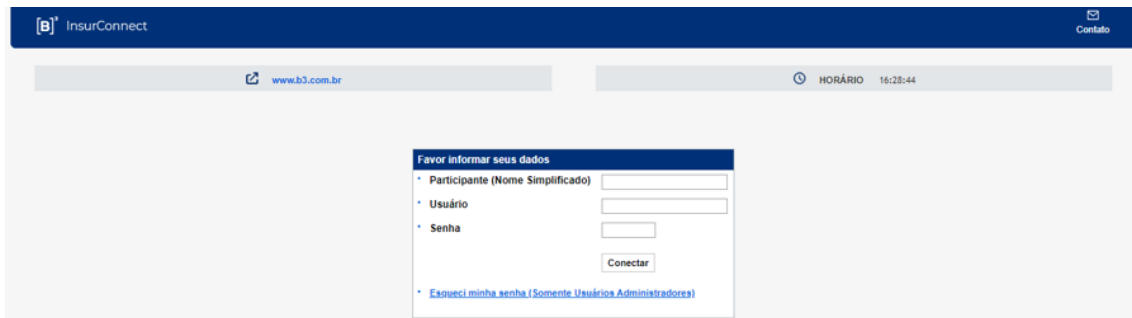 [B]³ InsurConnect
Contato
www.b3.com.br
HORÁRIO 16:28:44
Favor informar seus dados
Participante (Nome Simplificado)
Usuário
Senha
Conectar
Esqueci minha senha (Somente Usuários Administradores)